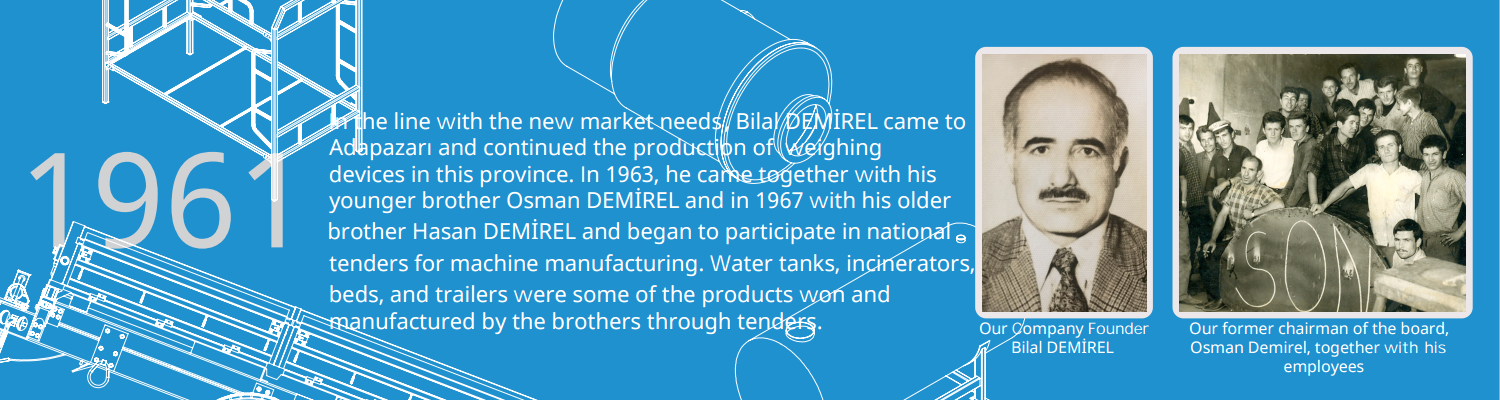 1961
In the line with the new market needs, Bilal DEMİREL came to
Adapazarı and continued the production of weighing
devices in this province. In 1963, he came together with his
younger brother Osman DEMİREL and in 1967 with his older
brother Hasan DEMİREL and began to participate in national
tenders for machine manufacturing. Water tanks, incinerators,
beds, and trailers were some of the products won and
manufactured by the brothers through tenders.
SON
Our Company Founder
Bilal DEMİREL
Our former chairman of the board,
Osman Demirel, together with his
employees